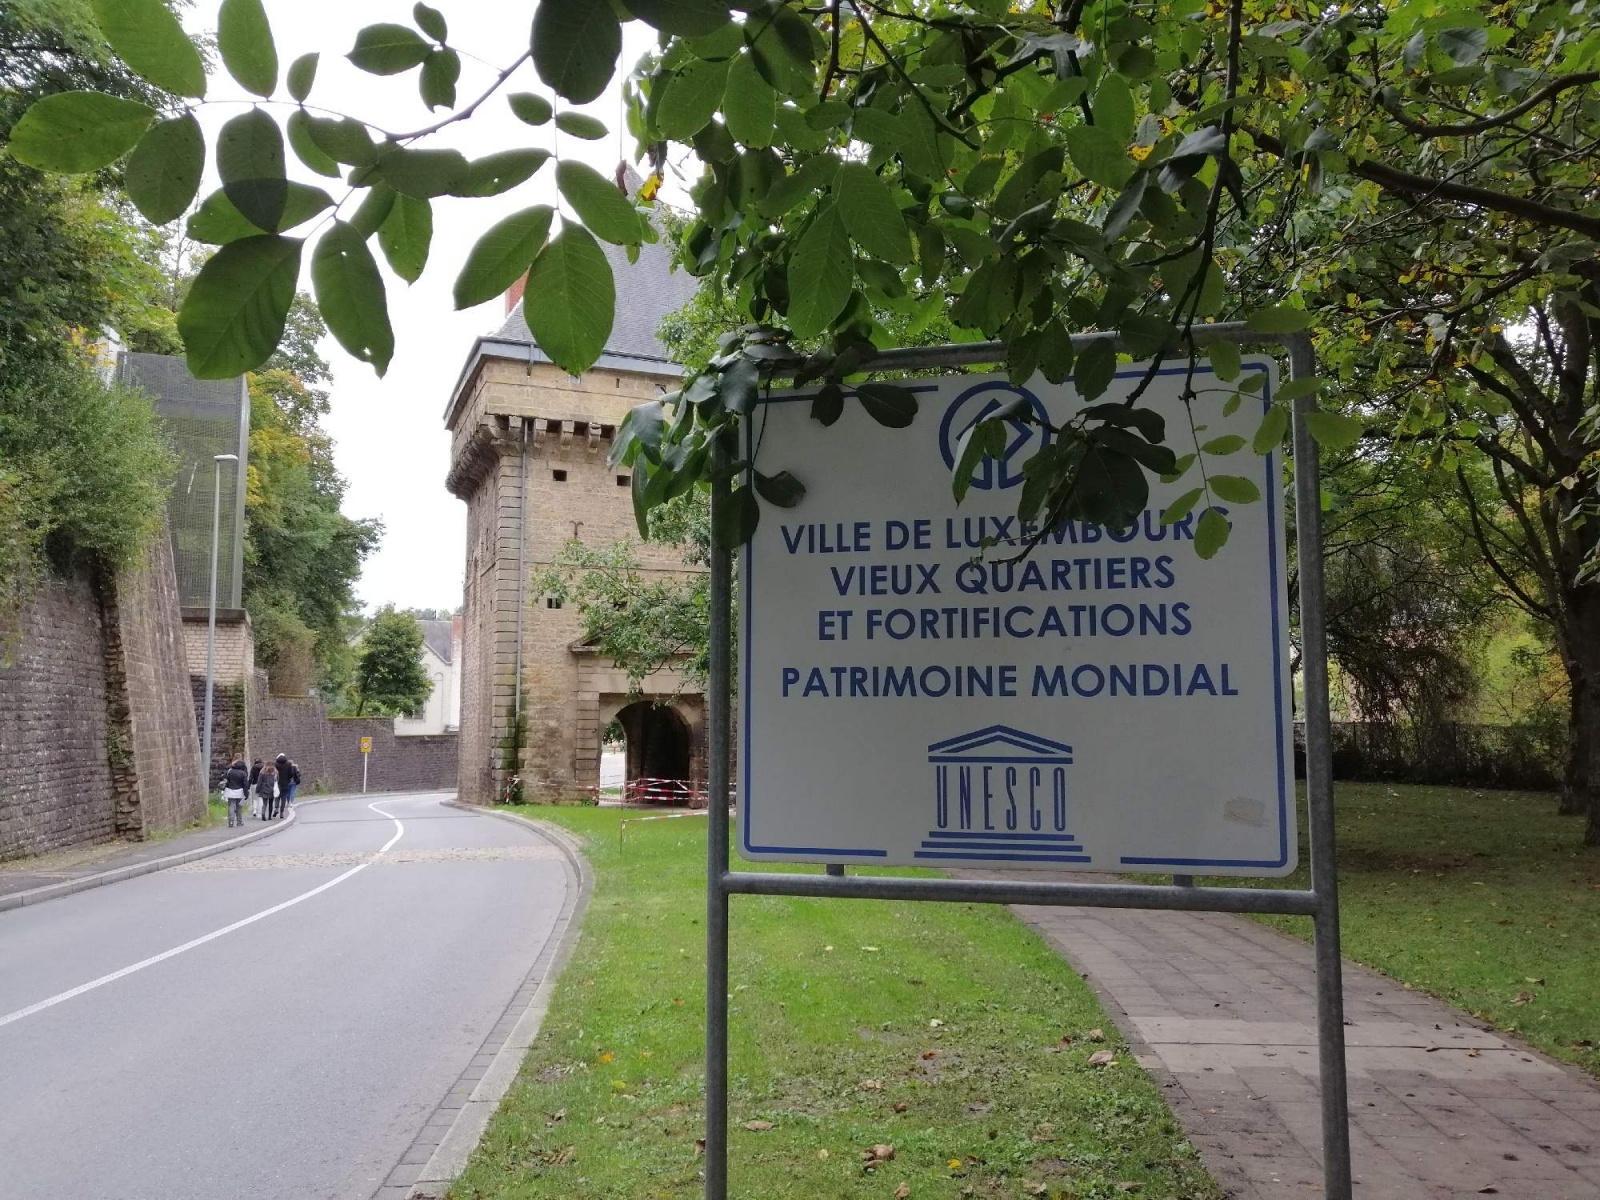 VILLE DE LUXEMBOURG
VIEUX QUARTIERS
ET FORTIFICATIONS
PATRIMOINE MONDIAL
UNESCO